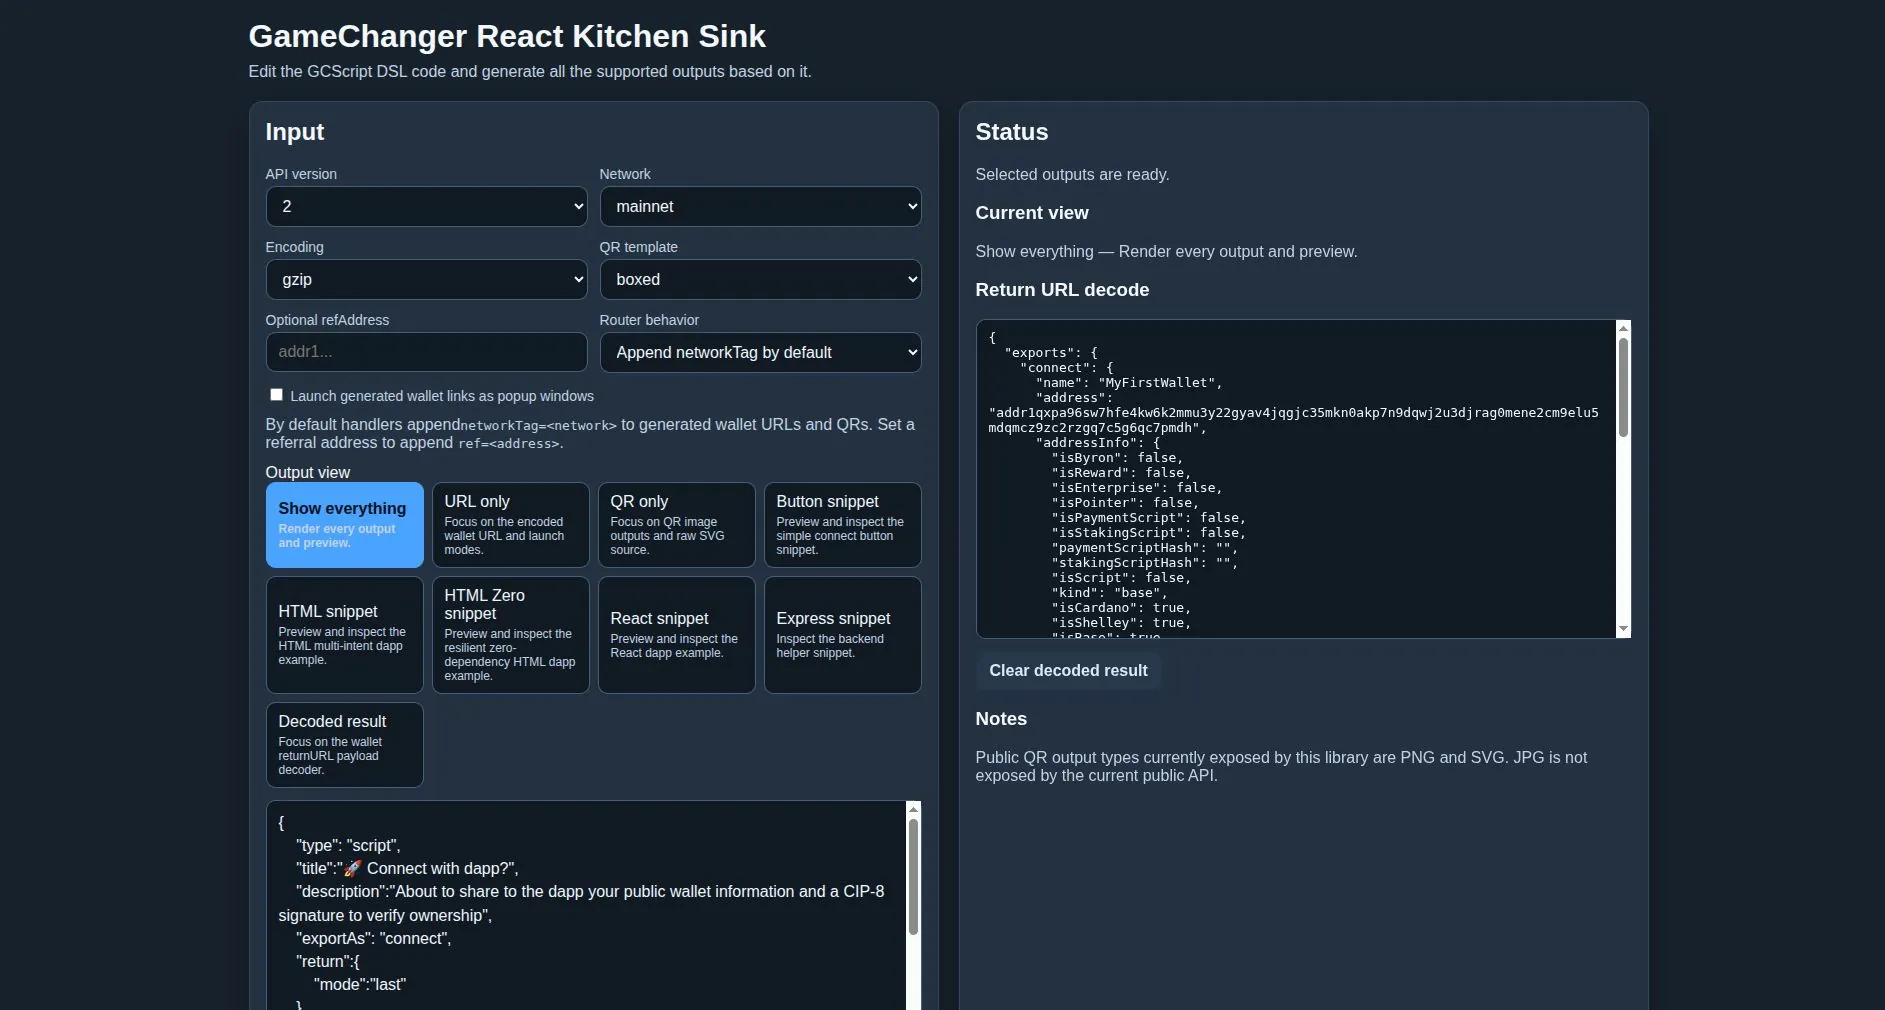 GameChanger React Kitchen Sink
Edit the GCScript DSL code and generate all the supported outputs based on it.
Input
API version
Network
2
mainnet
Encoding
QR template
gzip
boxed
Optional refAddress
Router behavior
addr1...
Append networkTag by default
Launch generated wallet links as popup windows
By default handlers appendnetworkTag=<network> to generated wallet URLs and QRs. Set a
referral address to append ref=<address>.
Output view
Show everything
Render every output
and preview.
URL only
Focus on the encoded
wallet URL and launch
modes.
QR only
Focus on QR image
outputs and raw SVG
source.
Button snippet
Preview and inspect the
simple connect button
snippet.
HTML snippet
Preview and inspect the
HTML multi-intent dapp
example.
HTML Zero
snippet
Preview and inspect the
resilient zero-
dependency HTML dapp
example.
React snippet
Preview and inspect the
React dapp example.
Express snippet
Inspect the backend
helper snippet.
Decoded result
Focus on the wallet
returnURL payload
decoder.
{
"type": "script",
"title":"🚀 Connect with dapp?",
"description":"About to share to the dapp your public wallet information and a CIP-8
signature to verify ownership",
"exportAs": "connect",
"return":{
"mode":"last"
}
Status
Selected outputs are ready.
Current view
Show everything — Render every output and preview.
Return URL decode
{
"exports": {
"connect": {
"name": "MyFirstWallet",
"address":
"addr1qxpa96sw7hfe4kw6k2mmu3y22gyav4jqgjc35mkn0akp7n9dqwj2u3djrag0mene2cm9elu5
mdqmcz9zc2rzgq7c5g6qc7pmdh",
"addressInfo": {
"isByron": false,
"isReward": false,
"isEnterprise": false,
"isPointer": false,
"isPaymentScript": false,
"isStakingScript": false,
"paymentScriptHash": "",
"stakingScriptHash": "",
"isScript": false,
"kind": "base",
"isCardano": true,
"isShelley": true,
"isBase": true
Clear decoded result
Notes
Public QR output types currently exposed by this library are PNG and SVG. JPG is not
exposed by the current public API.